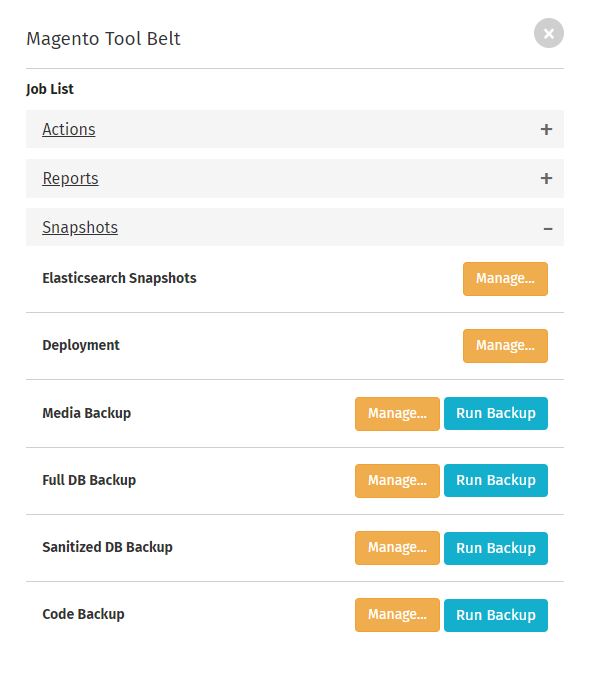 Magento Tool Belt
×
Job List
Actions +
Reports +
Snapshots –
Elasticsearch Snapshots Manage...
Deployment Manage...
Media Backup Manage... Run Backup
Full DB Backup Manage... Run Backup
Sanitized DB Backup Manage... Run Backup
Code Backup Manage... Run Backup